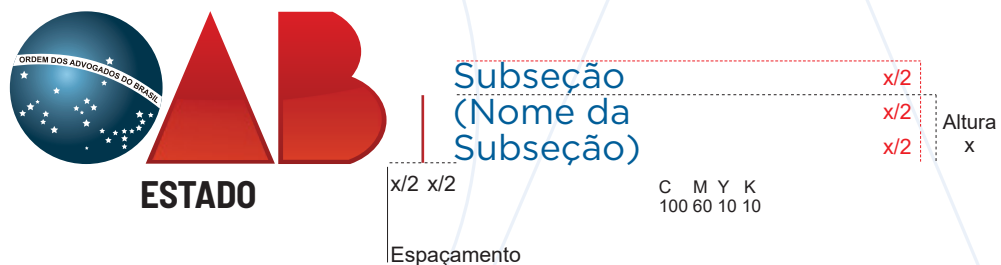 ORDEM DOS ADVOGADOS DO BRASIL
OAB
ESTADO
Subseção
(Nome da
Subseção)
x/2
x/2
x/2
Altura
x
x/2 x/2
C M Y K
100 60 10 10
Espaçamento